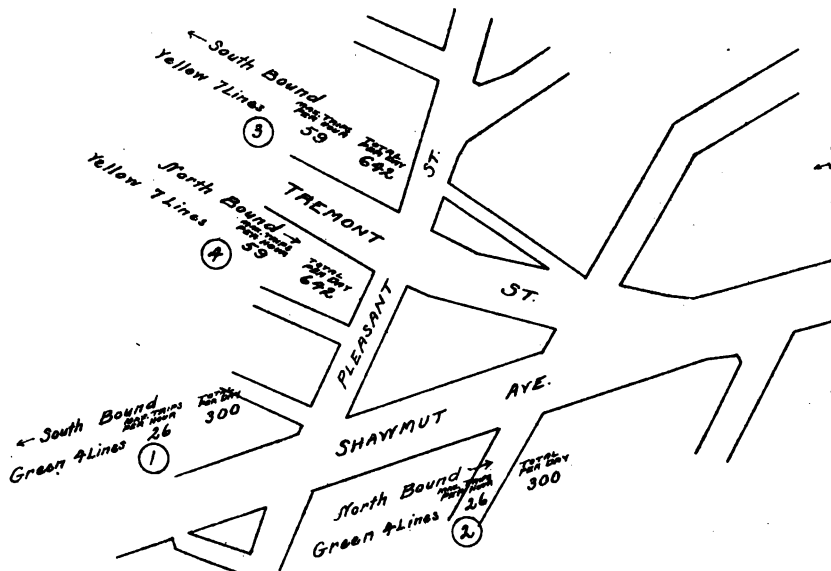 ← South Bound
Yellow 7 Lines
MAX. TRIPS
PER HOUR
59
TOTAL
PER DAY
642
3
ST.
North Bound →
Yellow 7 Lines
MAX. TRIPS
PER HOUR
59
TOTAL
PER DAY
642
4
TREMONT
ST.
PLEASANT
← South Bound
Green 4 Lines
MAX. TRIPS
PER HOUR
26
TOTAL
PER DAY
300
1
SHAWMUT AVE.
North Bound →
Green 4 Lines
MAX. TRIPS
PER HOUR
26
TOTAL
PER DAY
300
2